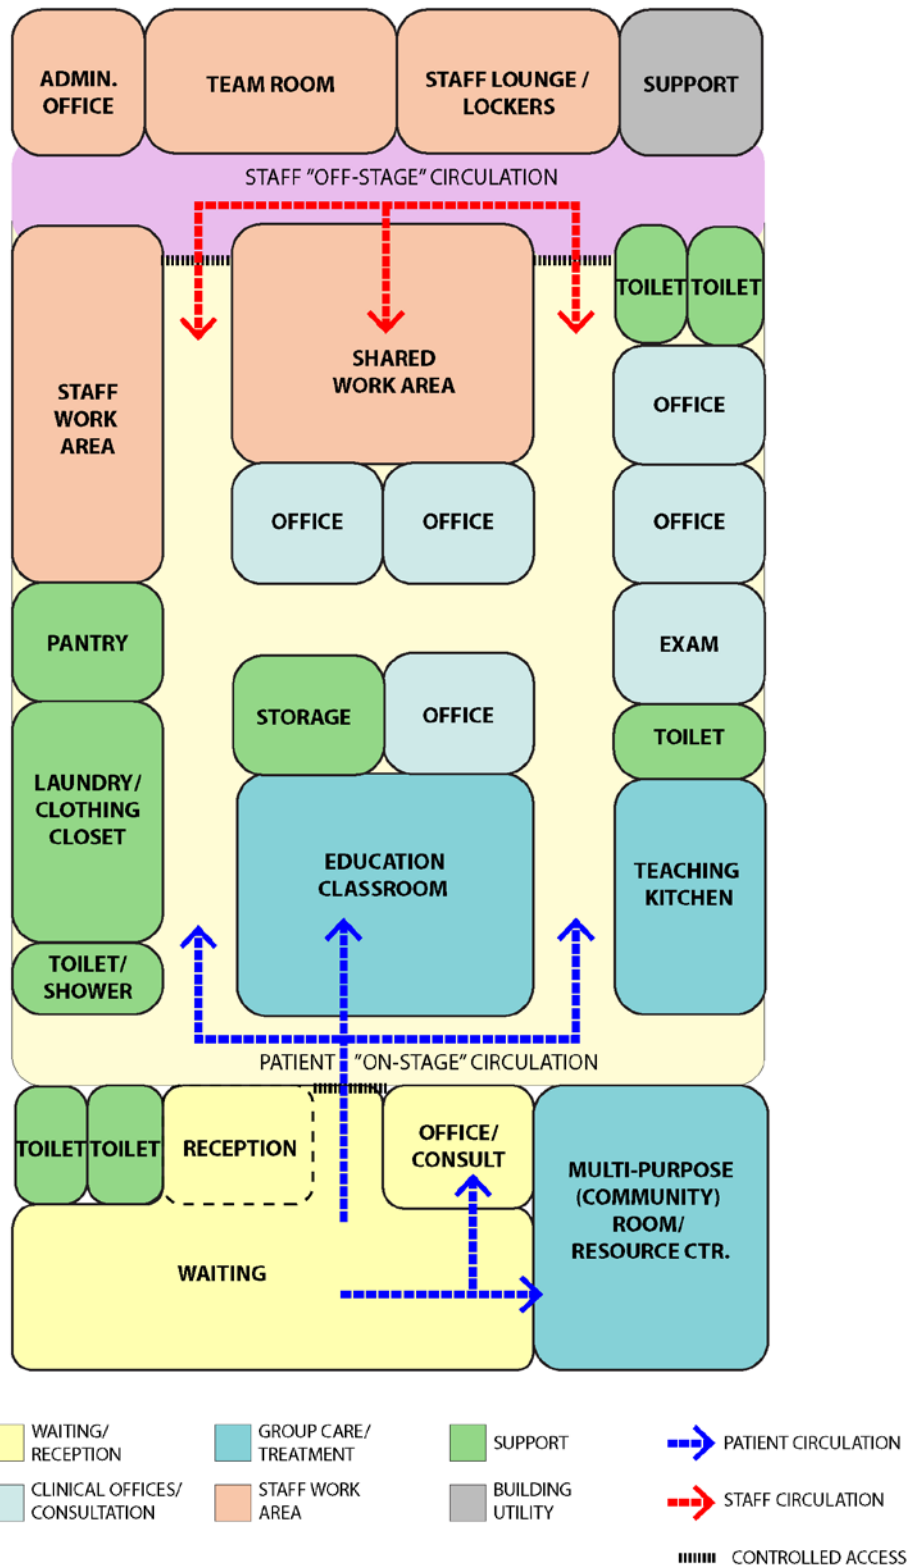 ADMIN.
OFFICE
TEAM ROOM
STAFF LOUNGE /
LOCKERS
SUPPORT
STAFF "OFF-STAGE" CIRCULATION
STAFF
WORK
AREA
SHARED
WORK AREA
TOILET
TOILET
OFFICE
OFFICE
OFFICE
OFFICE
PANTRY
EXAM
STORAGE
OFFICE
TOILET
LAUNDRY/
CLOTHING
CLOSET
EDUCATION
CLASSROOM
TEACHING
KITCHEN
TOILET/
SHOWER
PATIENT "ON-STAGE" CIRCULATION
TOILET
TOILET
RECEPTION
OFFICE/
CONSULT
MULTI-PURPOSE
(COMMUNITY)
ROOM/
RESOURCE CTR.
WAITING
WAITING/
RECEPTION
GROUP CARE/
TREATMENT
SUPPORT
PATIENT CIRCULATION
CLINICAL OFFICES/
CONSULTATION
STAFF WORK
AREA
BUILDING
UTILITY
STAFF CIRCULATION
CONTROLLED ACCESS